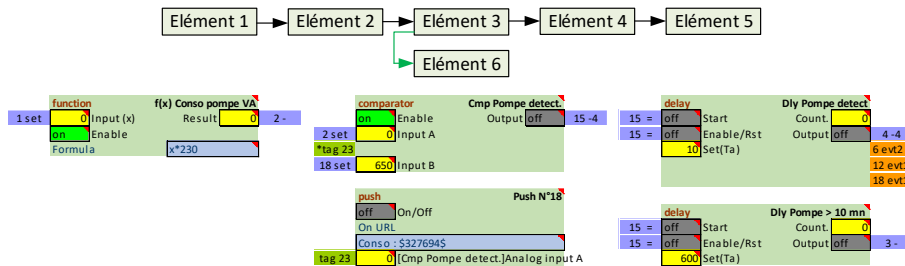 Elément 1 Elément 2 Elément 3 Elément 4 Elément 5
Elément 6
function f(x) Conso pompe VA
1 set 0 Input (x) Result 0 2 -
on Enable
Formula x*230
comparator Cmp Pompe detect.
on Enable Output off 15 -4
2 set 0 Input A
*tag 23
18 set 650 Input B
push Push N°18
off On/Off
On URL
Conso : $327694$
tag 23 0 [Cmp Pompe detect.]Analog input A
delay Dly Pompe detect
15 = off Start Count. 0
15 = off Enable/Rst Output off 4 -4
10 Set(Ta) 6 evt2
12 evt
18 evt
delay Dly Pompe > 10 mn
15 = off Start Count. 0
15 = off Enable/Rst Output off 3 -
600 Set(Ta)